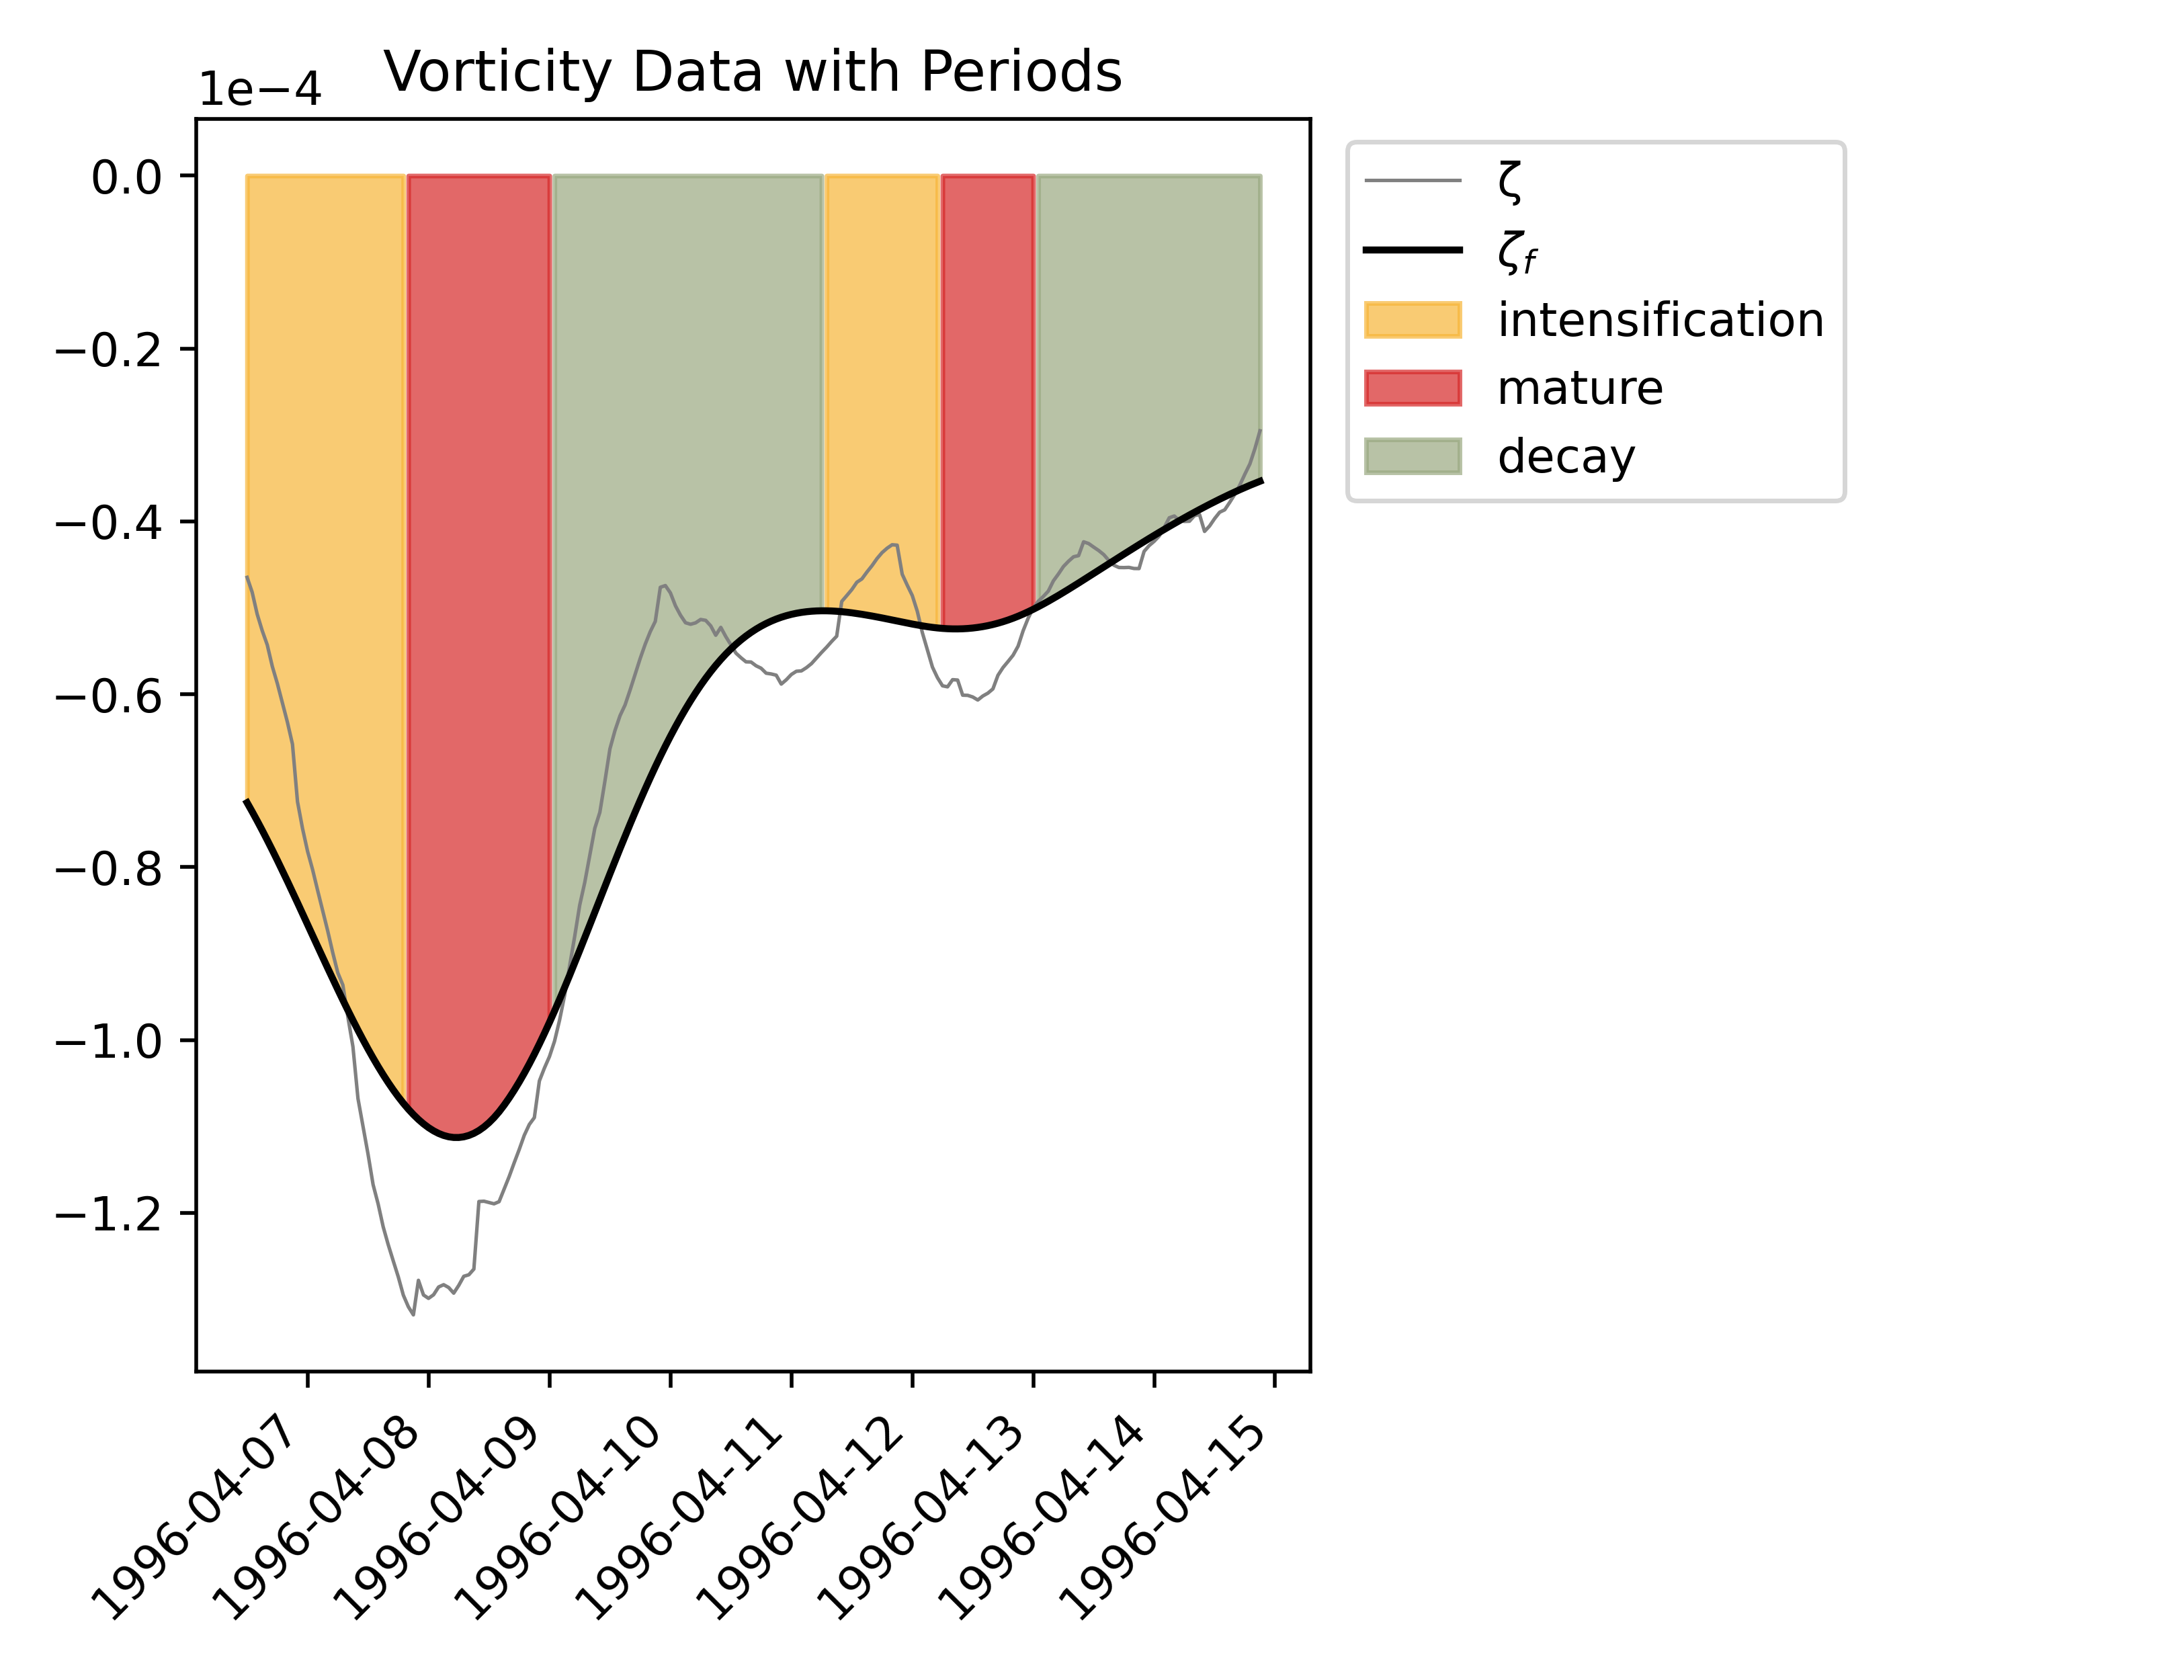 Vorticity Data with Periods
1e−4
0.0
−0.2
−0.4
−0.6
−0.8
−1.0
−1.2
1996-04-07
1996-04-08
1996-04-09
1996-04-10
1996-04-11
1996-04-12
1996-04-13
1996-04-14
1996-04-15
ζ
ζf
intensification
mature
decay